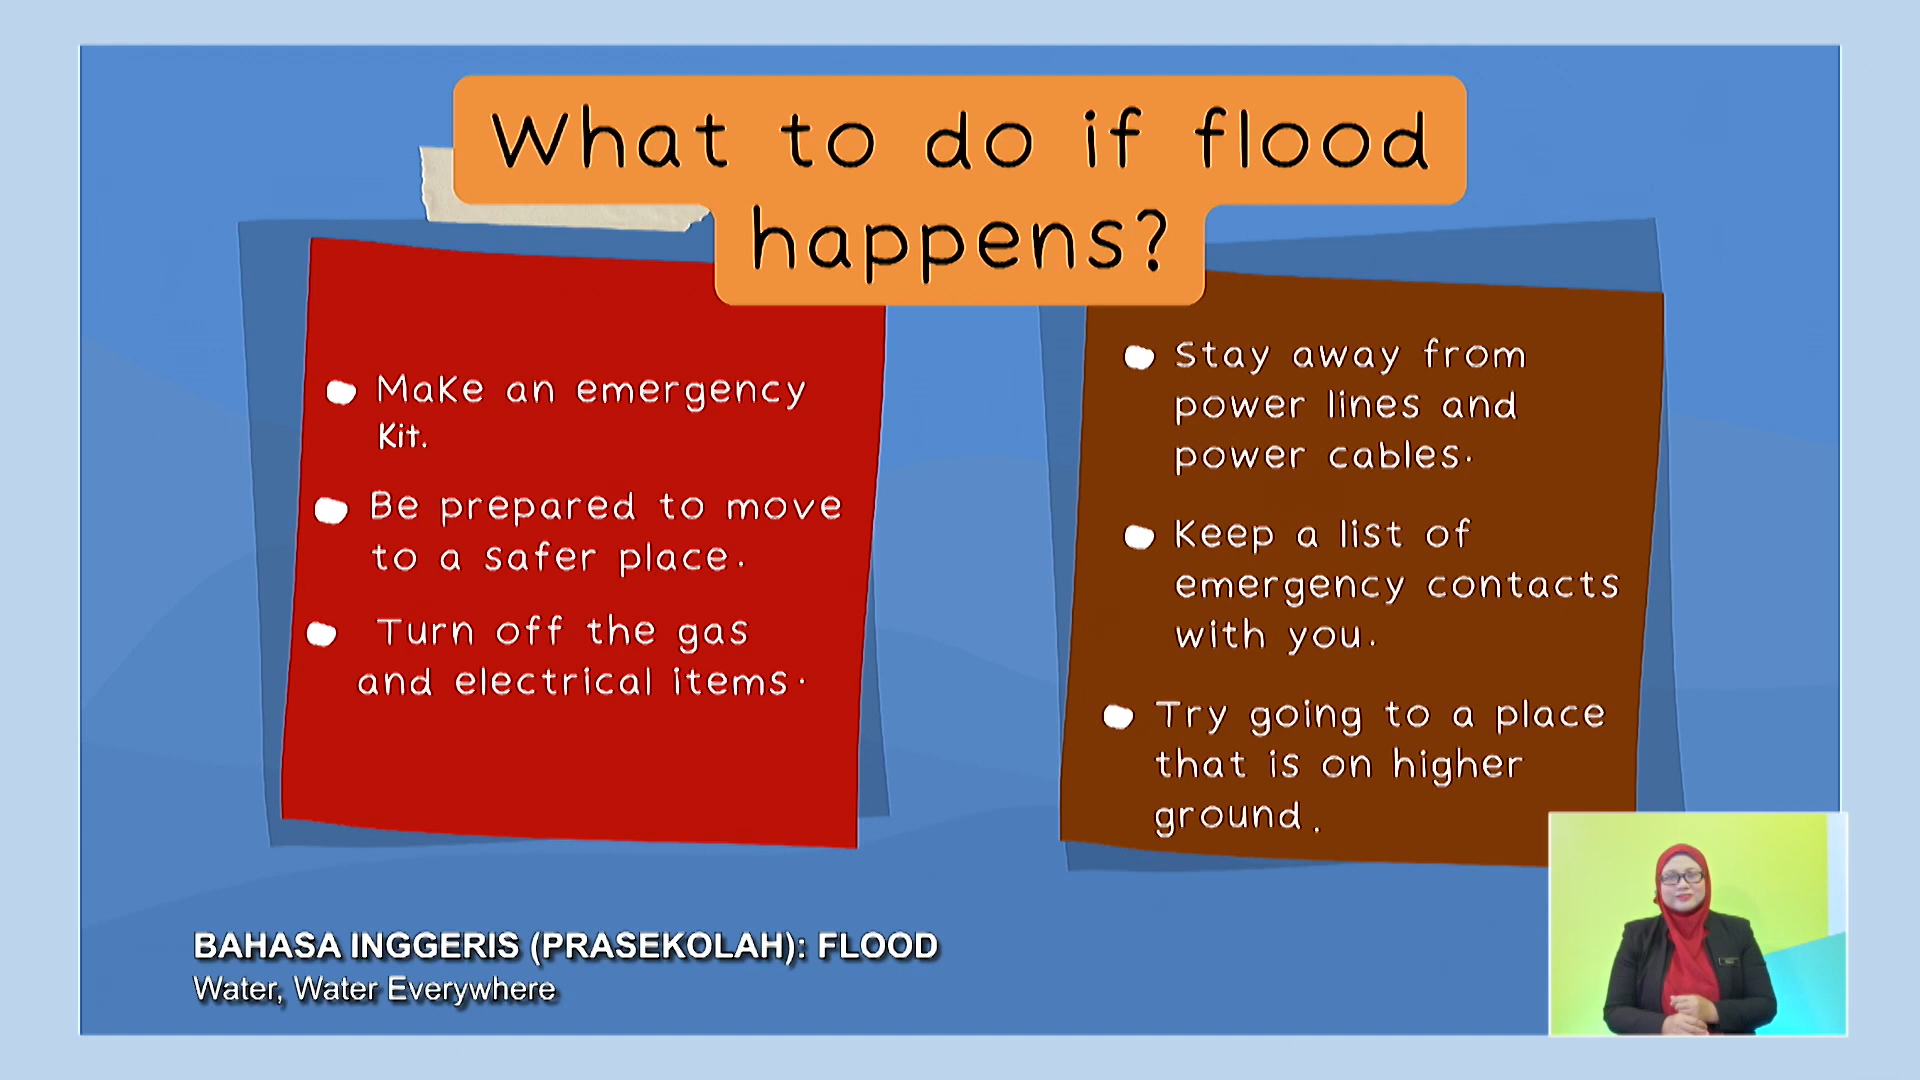 What to do if flood
happens?
• Make an emergency
Kit.
• Be prepared to move
to a safer place.
• Turn off the gas
and electrical items.
• Stay away from
power lines and
power cables.
• Keep a list of
emergency contacts
with you.
• Try going to a place
that is on higher
ground.
BAHASA INGGERIS (PRASEKOLAH): FLOOD
Water, Water Everywhere